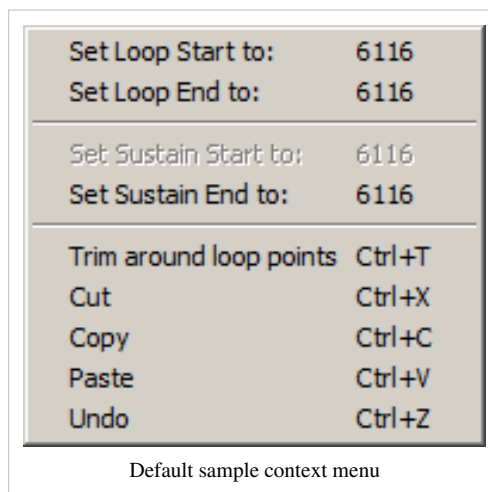 Set Loop Start to: 6116
Set Loop End to: 6116
Set Sustain Start to: 6116
Set Sustain End to: 6116
Trim around loop points Ctrl+T
Cut Ctrl+X
Copy Ctrl+C
Paste Ctrl+V
Undo Ctrl+Z
Default sample context menu